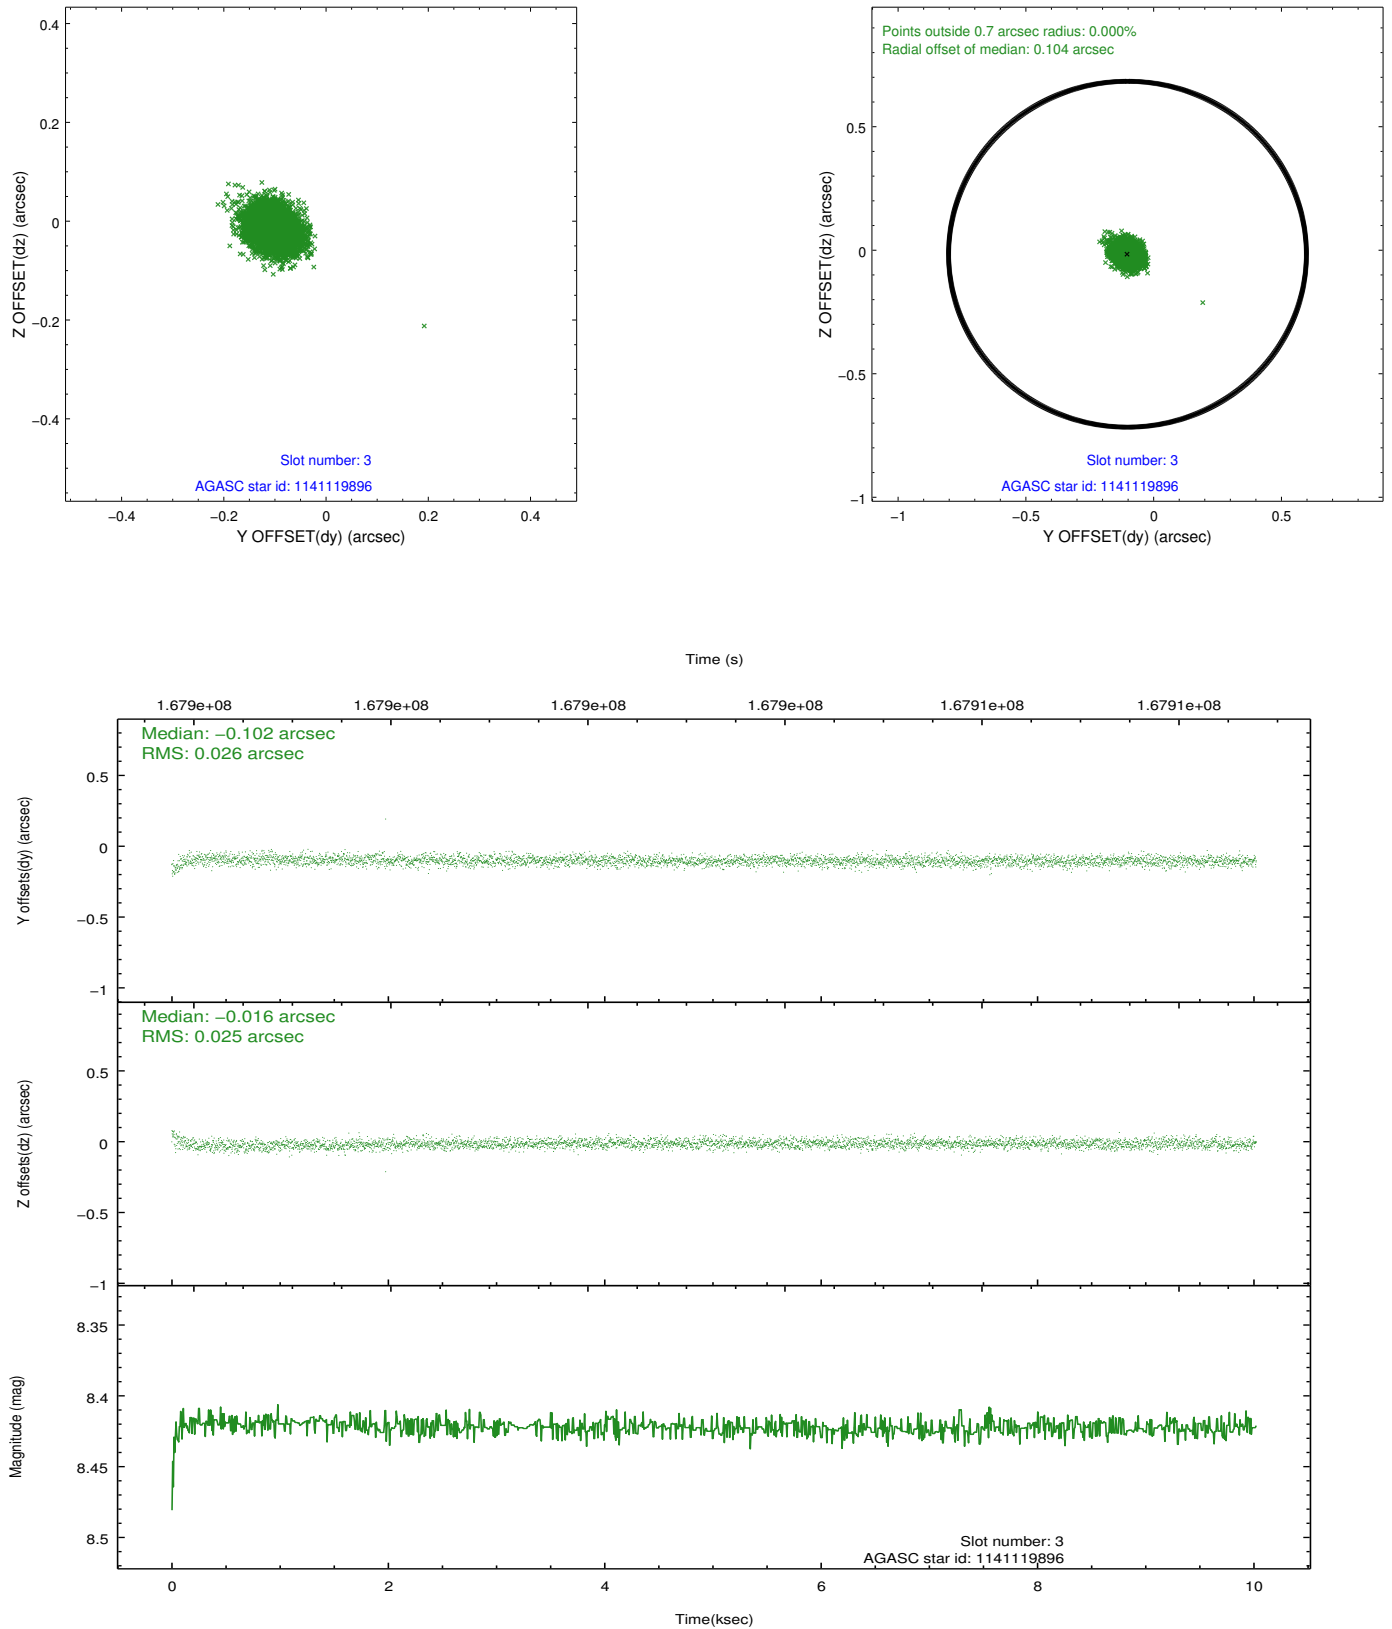 0.4
0.2
0
−0.2
−0.4
Z OFFSET(dz) (arcsec)
Slot number: 3
AGASC star id: 1141119896
−0.4
−0.2
0
0.2
0.4
Y OFFSET(dy) (arcsec)
Points outside 0.7 arcsec radius: 0.000%
Radial offset of median: 0.104 arcsec
0.5
0
−0.5
−1
Z OFFSET(dz) (arcsec)
Slot number: 3
AGASC star id: 1141119896
−1
−0.5
0
0.5
Y OFFSET(dy) (arcsec)
Time (s)
1.679e+08
1.679e+08
1.679e+08
1.679e+08
1.6791e+08
1.6791e+08
Median: −0.102 arcsec
RMS: 0.026 arcsec
0.5
0
−0.5
−1
Y offsets(dy) (arcsec)
Median: −0.016 arcsec
RMS: 0.025 arcsec
0.5
0
−0.5
−1
Z offsets(dz) (arcsec)
8.35
8.4
8.45
8.5
Magnitude (mag)
Slot number: 3
AGASC star id: 1141119896
0
2
4
6
8
10
Time(ksec)